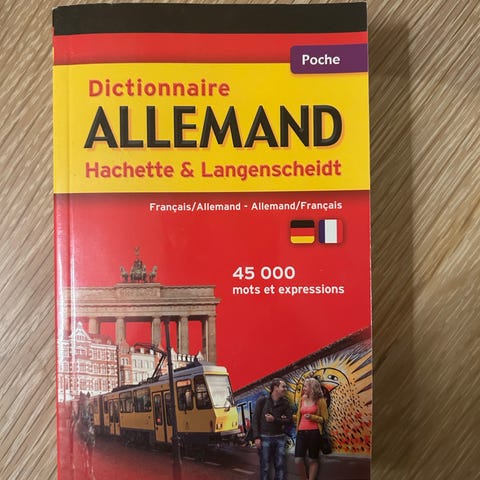 Poche
Dictionnaire
ALLEMAND
Hachette & Langenscheidt
Français/Allemand - Allemand/Français
45 000
mots et expressions